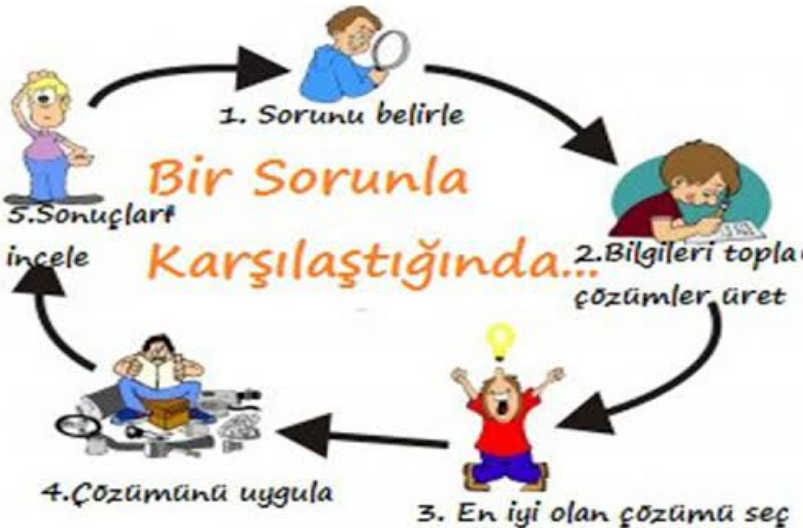 1. Sorunu belirle
Bir Sorunla
Karşılaştığında...
2.Bilgileri topla
çözümler üret
3. En iyi olan çözümü seç
4.Çözümünü uygula
5.Sonuçları
incele